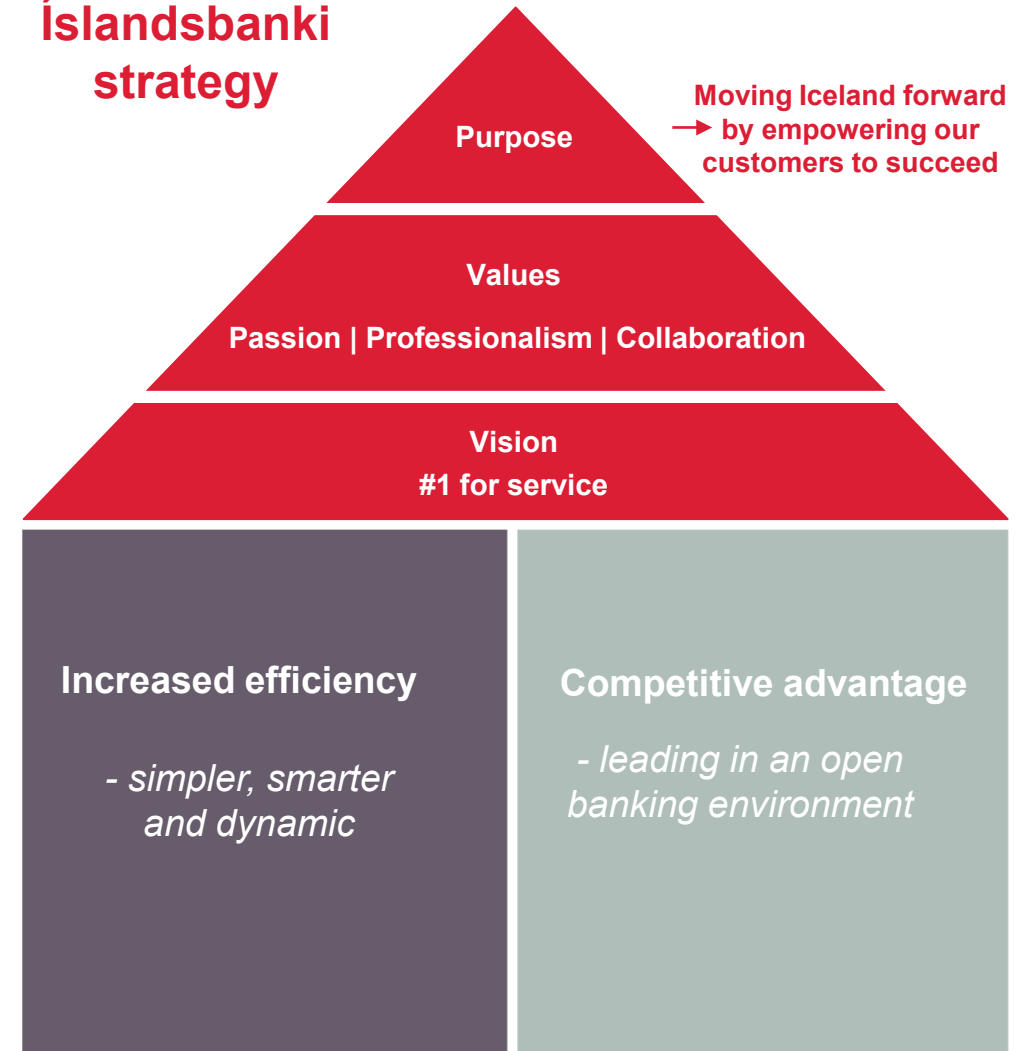 Íslandsbanki
strategy
Purpose
Moving Iceland forward
by empowering our
customers to succeed
Values
Passion | Professionalism | Collaboration
Vision
#1 for service
Increased efficiency
- simpler, smarter
and dynamic
Competitive advantage
- leading in an open
banking environment